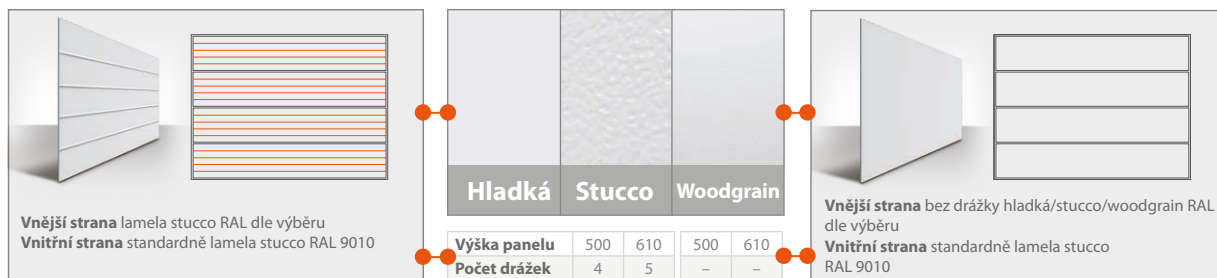 Vnější strana lamela stucco RAL dle výběru
Vnitřní strana standardně lamela stucco RAL 9010
Hladká Stucco Woodgrain
Výška panelu 500 610 500 610
Počet drážek 4 5 – –
Vnější strana bez drážky hladká/stucco/woodgrain RAL
dle výběru
Vnitřní strana standardně lamela stucco
RAL 9010